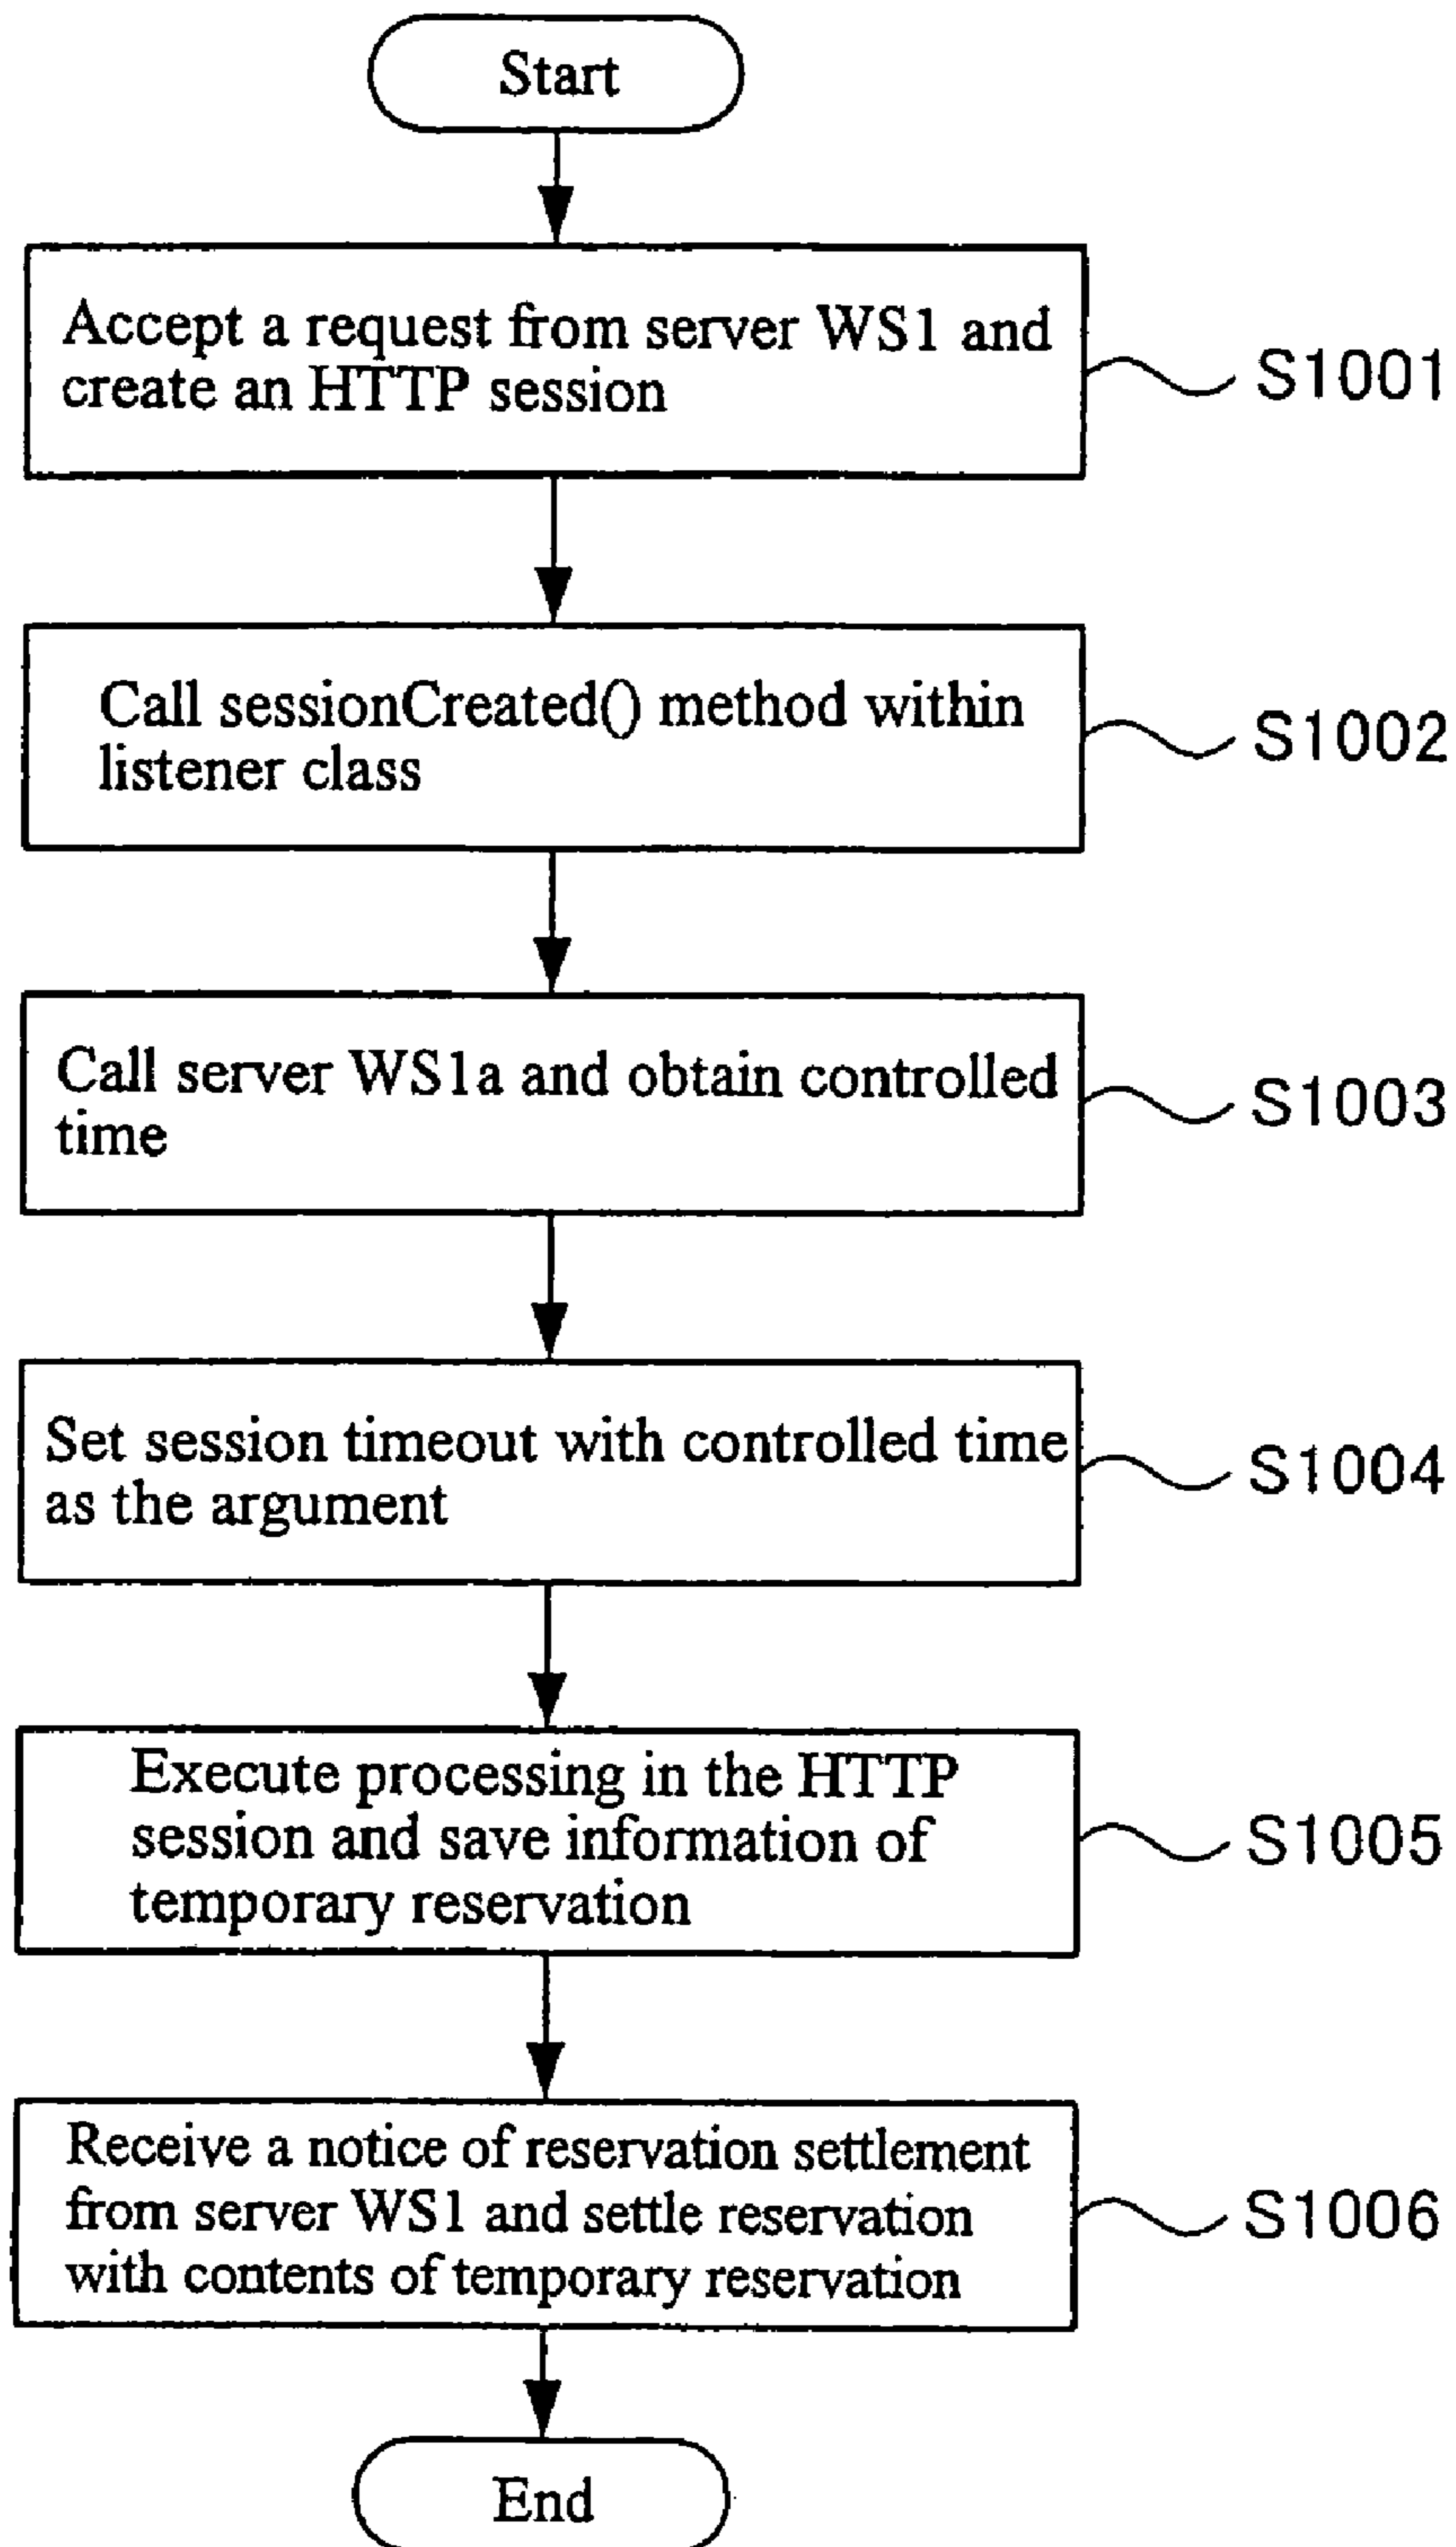 Start
Accept a request from server WS1 and
create an HTTP session
S1001
Call sessionCreated() method within
listener class
S1002
Call server WS1a and obtain controlled
time
S1003
Set session timeout with controlled time
as the argument
S1004
Execute processing in the HTTP
session and save information of
temporary reservation
S1005
Receive a notice of reservation settlement
from server WS1 and settle reservation
with contents of temporary reservation
S1006
End